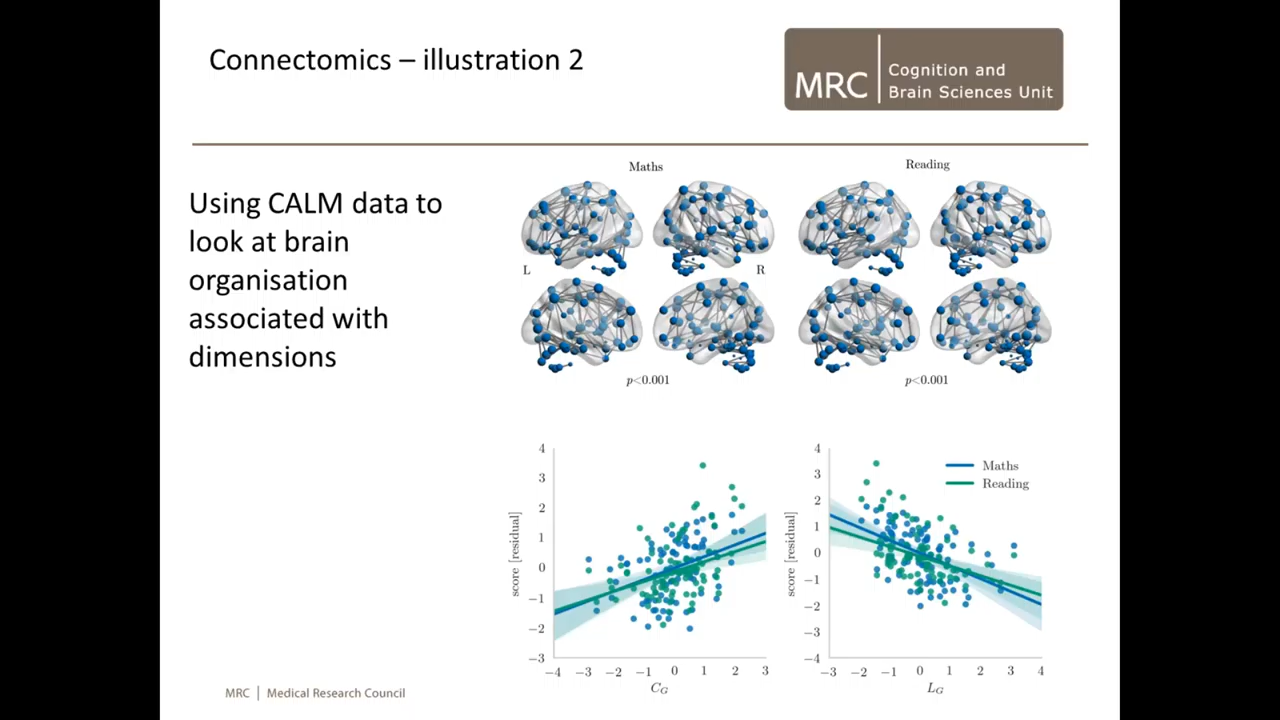 Connectomics – illustration 2
MRC
Cognition and
Brain Sciences Unit
Using CALM data to
look at brain
organisation
associated with
dimensions
Maths
Reading
L
R
p<0.001
p<0.001
4
3
2
1
0
−1
−2
−3
score [residual]
−4 −3 −2 −1 0 1 2 3
C_G
4
3
2
1
0
−1
−2
−3
−4
score [residual]
Maths
Reading
−3 −2 −1 0 1 2 3 4
L_G
MRC | Medical Research Council